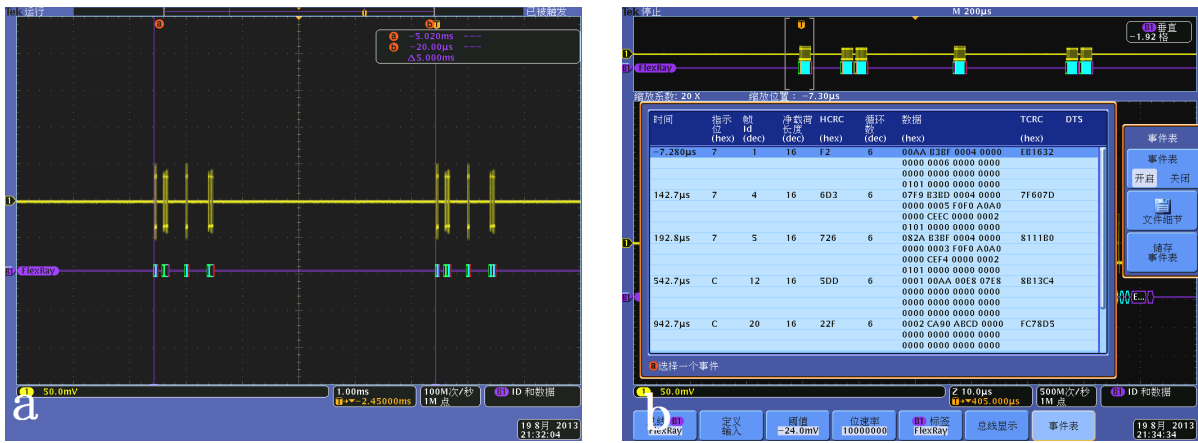 Tek 运行
已被触发
a
b
T
a -5.020ms
b -20.00μs
Δ5.000ms
1
B1 FlexRay
1 50.0mV
1.00ms
T→▼-2.45000ms
100M次/秒
1M 点
B1 ID 和数据
19 8月 2013
21:32:04
a
Tek 停止
M 200μs
B1 垂直
-1.92 格
T
1
B1 FlexRay
缩放系数: 20 X
缩放位置: -7.30μs
时间 指示位 (hex) 帧 Id (dec) 净载荷长度 (dec) HCRC (hex) 循环数 (dec) 数据 (hex) TCRC (hex) DTS
-7.280μs 7 1 16 F2 6 00AA B3BF 0004 0000 EB1632
0000 0006 0000 0000
0000 0000 0000 0000
0101 0000 0000 0000
142.7μs 7 4 16 6D3 6 07F9 B3BD 0004 0000 7F607D
0000 0005 F0F0 A0A0
0000 CEEC 0000 0002
0101 0000 0000 0000
192.8μs 7 5 16 726 6 082A B3BF 0004 0000 8111B0
0000 0003 F0F0 A0A0
0000 CEF4 0000 0002
0101 0000 0000 0000
542.7μs C 12 16 5DD 6 0001 00AA 00E8 07E8 8B13C4
0000 0000 0000 0000
0000 0000 0000 0000
0000 0000 0000 0000
942.7μs C 20 16 22F 6 0002 CA90 ABCD 0000 FC78D5
0000 0000 0000 0000
0000 0000 0000 0000
a 选择一个事件
事件表
事件表
开启 关闭
文件细节
储存
事件表
1
E...
1 50.0mV
Z 10.0μs
T→▼405.000μs
500M次/秒
1M 点
B1 ID 和数据
B1
FlexRay
定义
输入
阈值
-24.0mV
位速率
10000000
B1 标签
FlexRay
总线显示
事件表
19 8月 2013
21:34:34
b